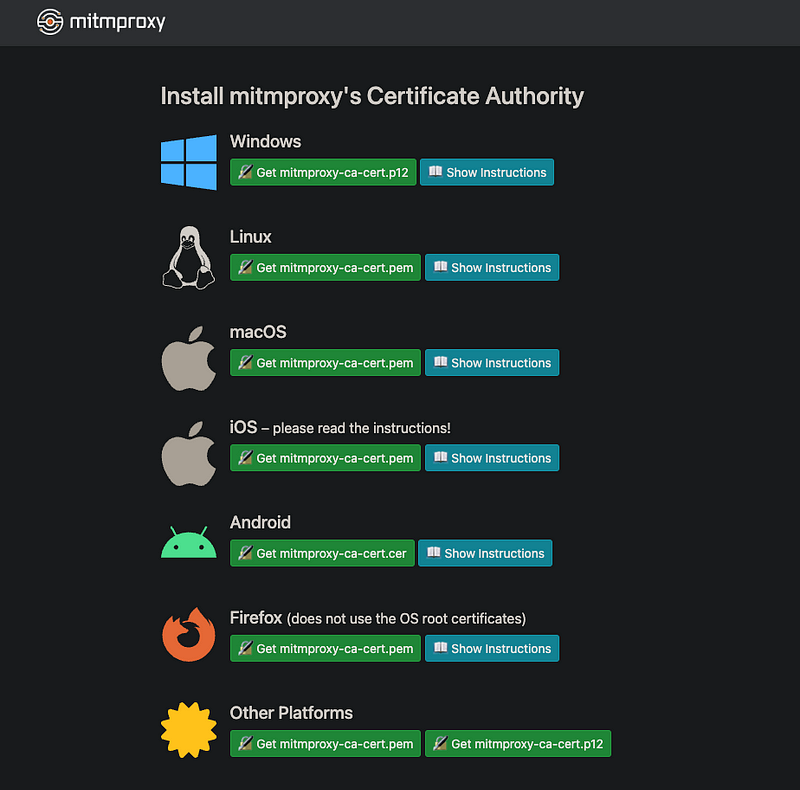 mitmproxy
Install mitmproxy's Certificate Authority
Windows
Get mitmproxy-ca-cert.p12 Show Instructions
Linux
Get mitmproxy-ca-cert.pem Show Instructions
macOS
Get mitmproxy-ca-cert.pem Show Instructions
iOS – please read the instructions!
Get mitmproxy-ca-cert.pem Show Instructions
Android
Get mitmproxy-ca-cert.cer Show Instructions
Firefox (does not use the OS root certificates)
Get mitmproxy-ca-cert.pem Show Instructions
Other Platforms
Get mitmproxy-ca-cert.pem Get mitmproxy-ca-cert.p12